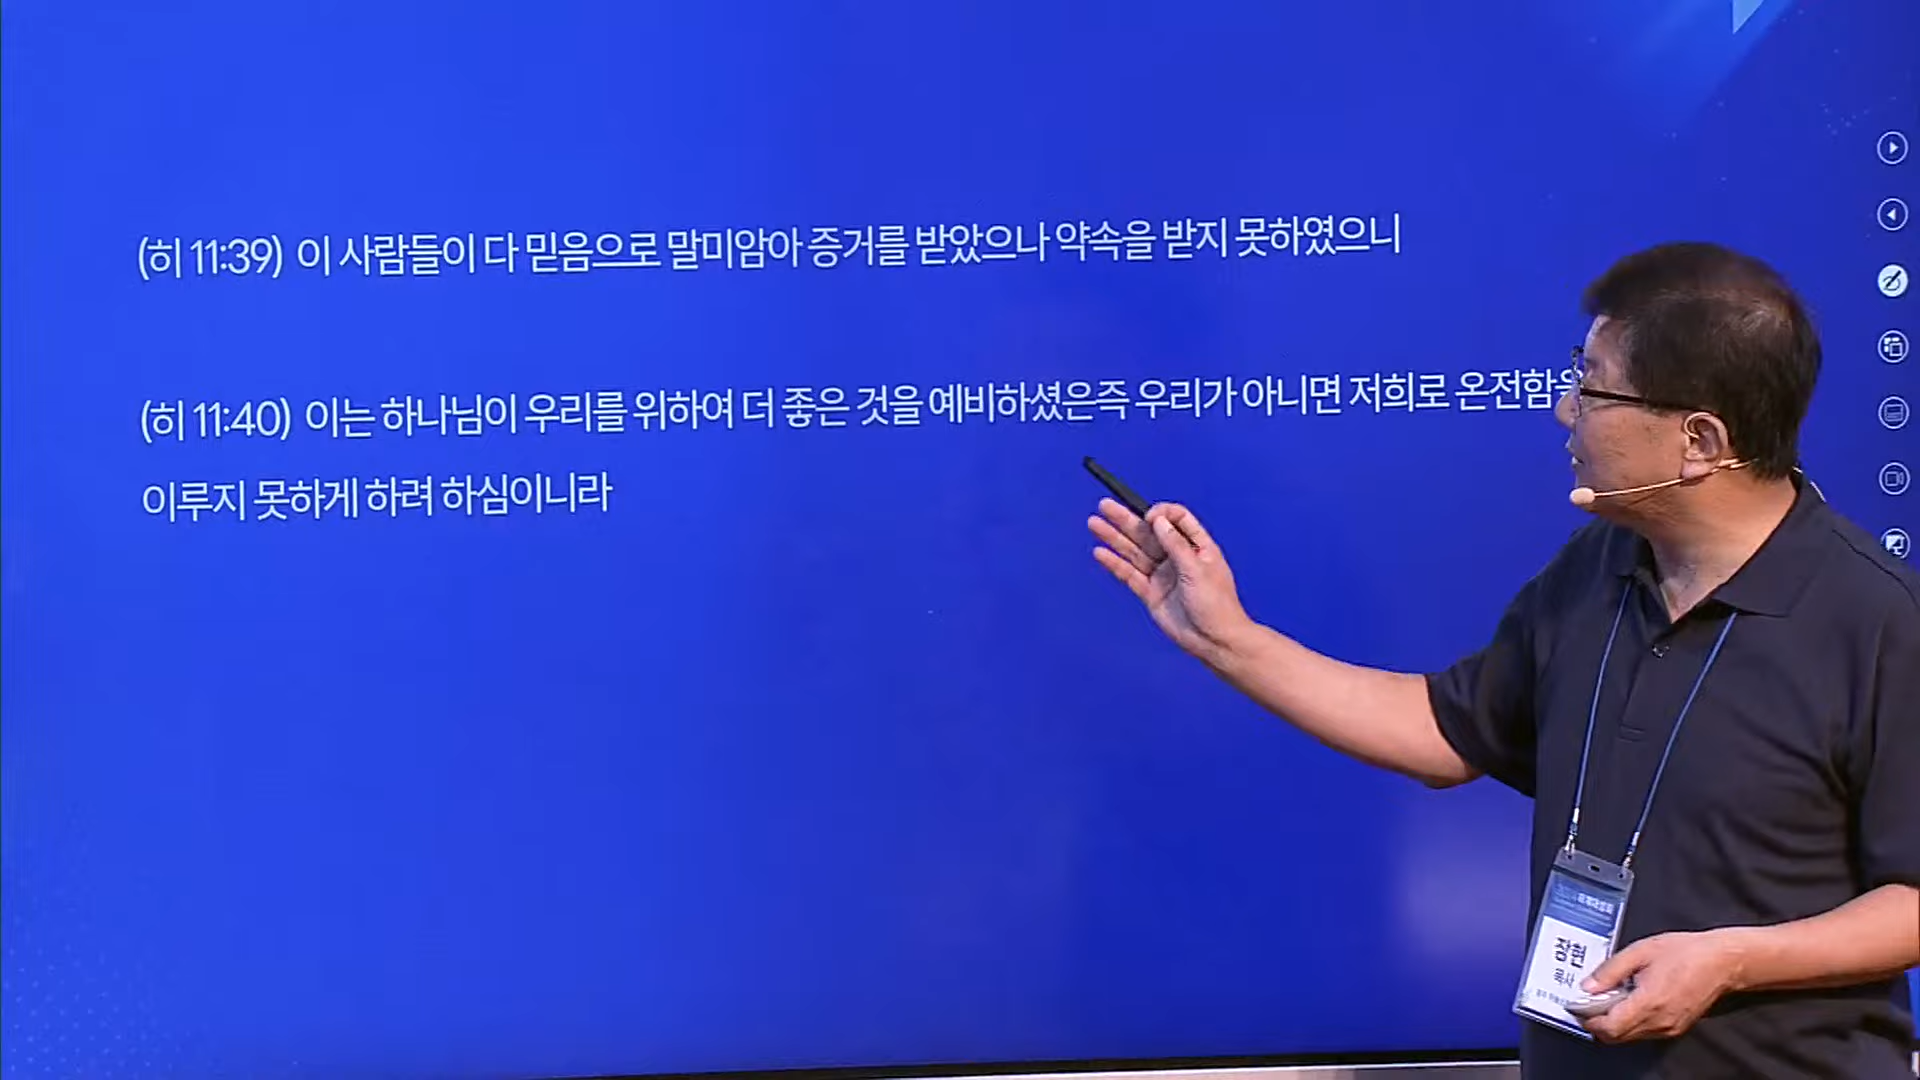 (히 11:39) 이 사람들이 다 믿음으로 말미암아 증거를 받았으나 약속을 받지 못하였으니
(히 11:40) 이는 하나님이 우리를 위하여 더 좋은 것을 예비하셨은즉 우리가 아니면 저희로 온전함을
이루지 못하게 하려 하심이니라
장현
목사